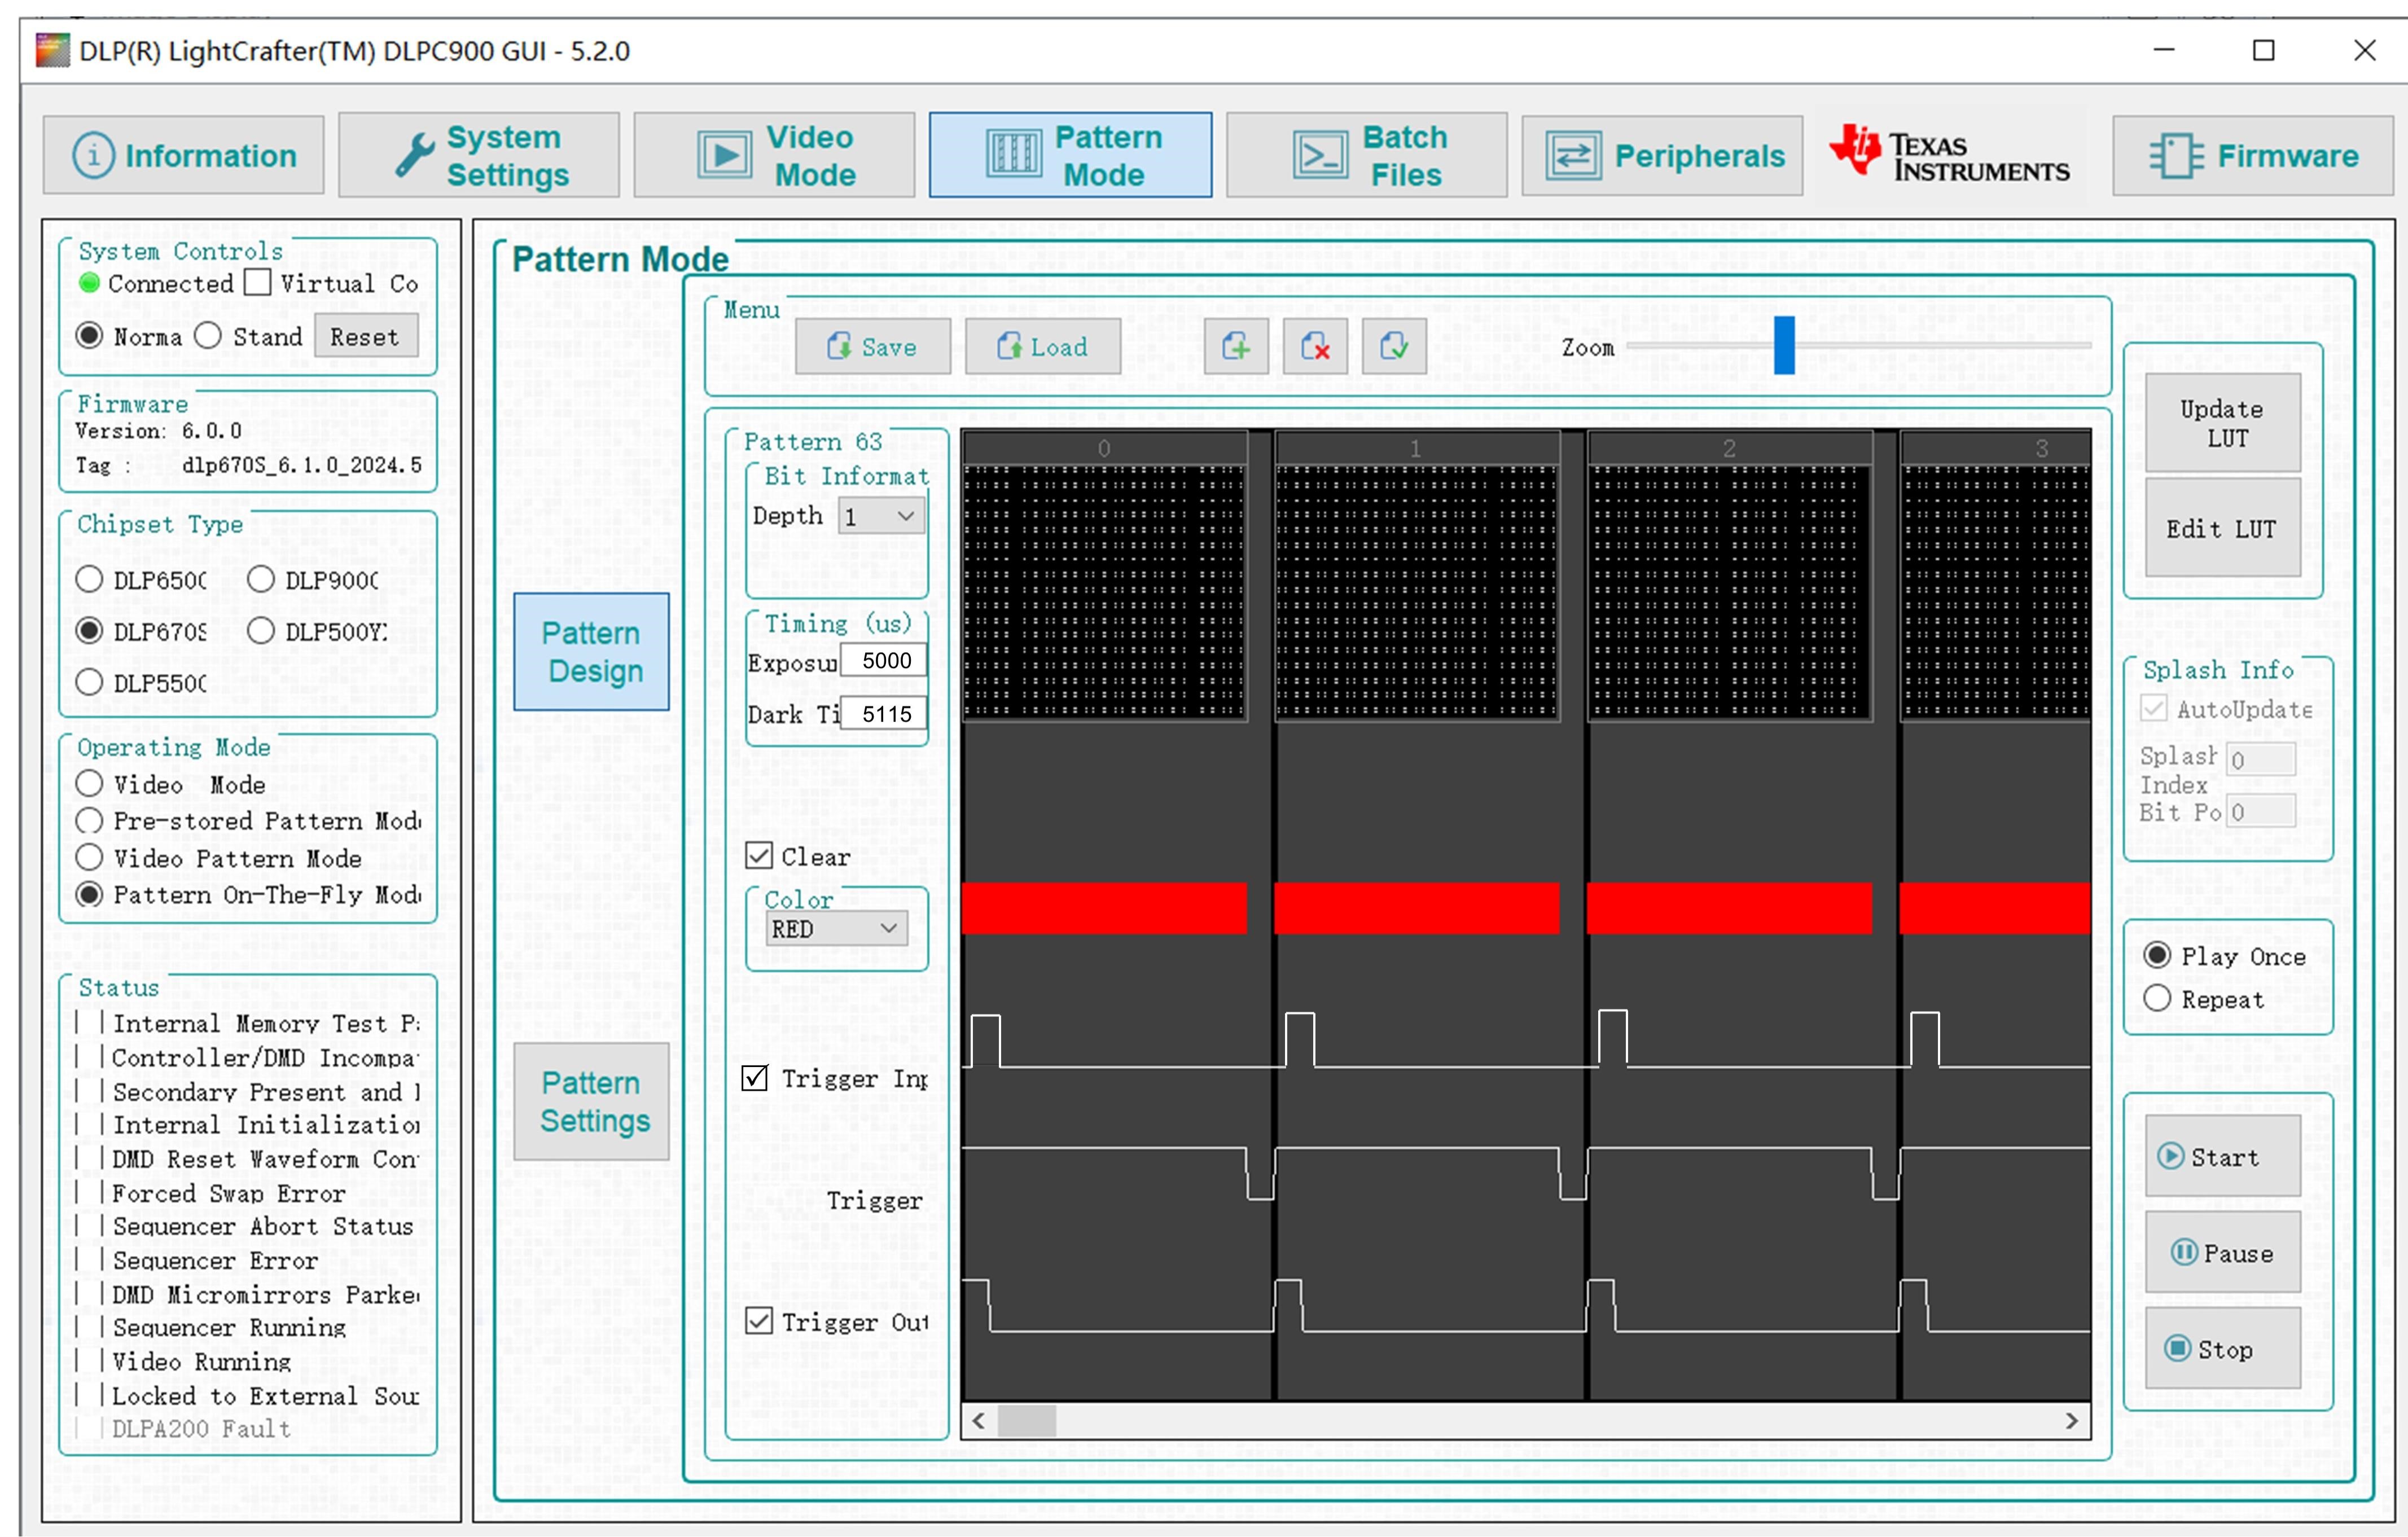 DLP(R) LightCrafter(TM) DLPC900 GUI - 5.2.0
Information
System
Settings
Video
Mode
Pattern
Mode
Batch
Files
Peripherals
TEXAS
INSTRUMENTS
Firmware
System Controls
Connected
Virtual Co
Norma
Stand
Reset
Firmware
Version: 6.0.0
Tag : dlp670S_6.1.0_2024.5
Chipset Type
DLP650(
DLP900(
DLP670S
DLP500Y
DLP550(
Operating Mode
Video Mode
Pre-stored Pattern Mod
Video Pattern Mode
Pattern On-The-Fly Mod
Status
Internal Memory Test P
Controller/DMD Incompa
Secondary Present and
Internal Initializatio
DMD Reset Waveform Con
Forced Swap Error
Sequencer Abort Status
Sequencer Error
DMD Micromirrors Parke
Sequencer Running
Video Running
Locked to External Sour
DLPA200 Fault
Pattern Mode
Pattern
Design
Pattern
Settings
Menu
Save
Load
Zoom
Pattern 63
Bit Informat
Depth 1
Timing (us)
Exposu 5000
Dark Ti 5115
Clear
Color
RED
Trigger Inp
Trigger
Trigger Out
0
1
2
3
Update
LUT
Edit LUT
Splash Info
AutoUpdate
Splash 0
Index
Bit Po 0
Play Once
Repeat
Start
Pause
Stop